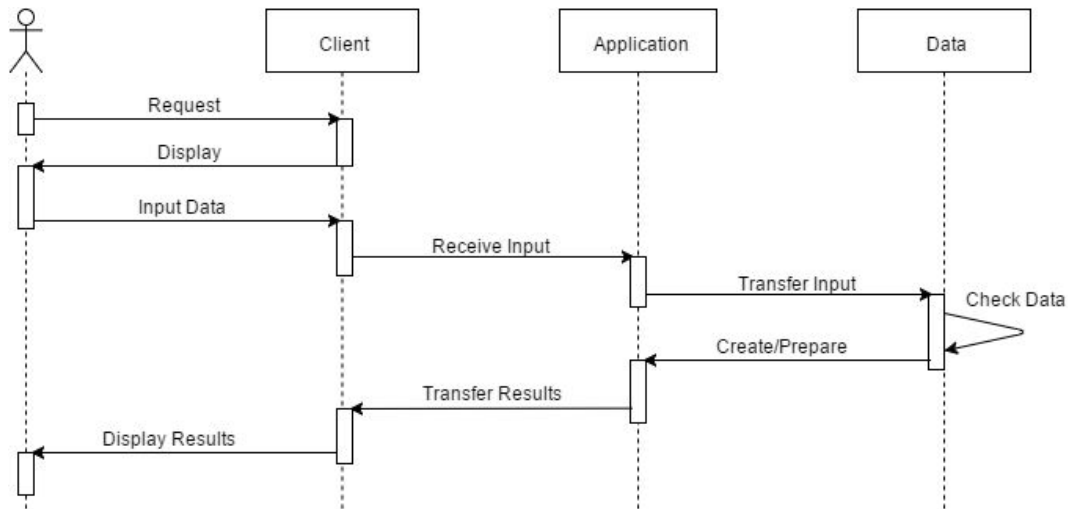 Client
Application
Data
Request
Display
Input Data
Receive Input
Transfer Input
Check Data
Create/Prepare
Transfer Results
Display Results